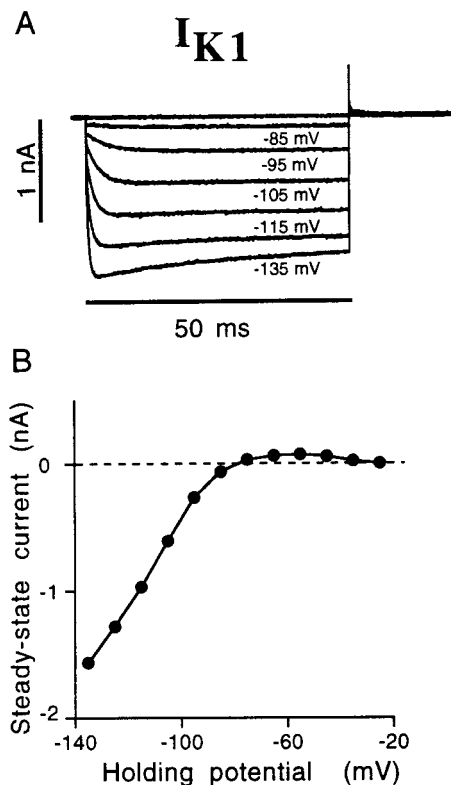 A
I_K1
1 nA
-85 mV
-95 mV
-105 mV
-115 mV
-135 mV
50 ms
B
Steady-state current (nA)
0
-1
-2
-140 -100 -60 -20
Holding potential (mV)